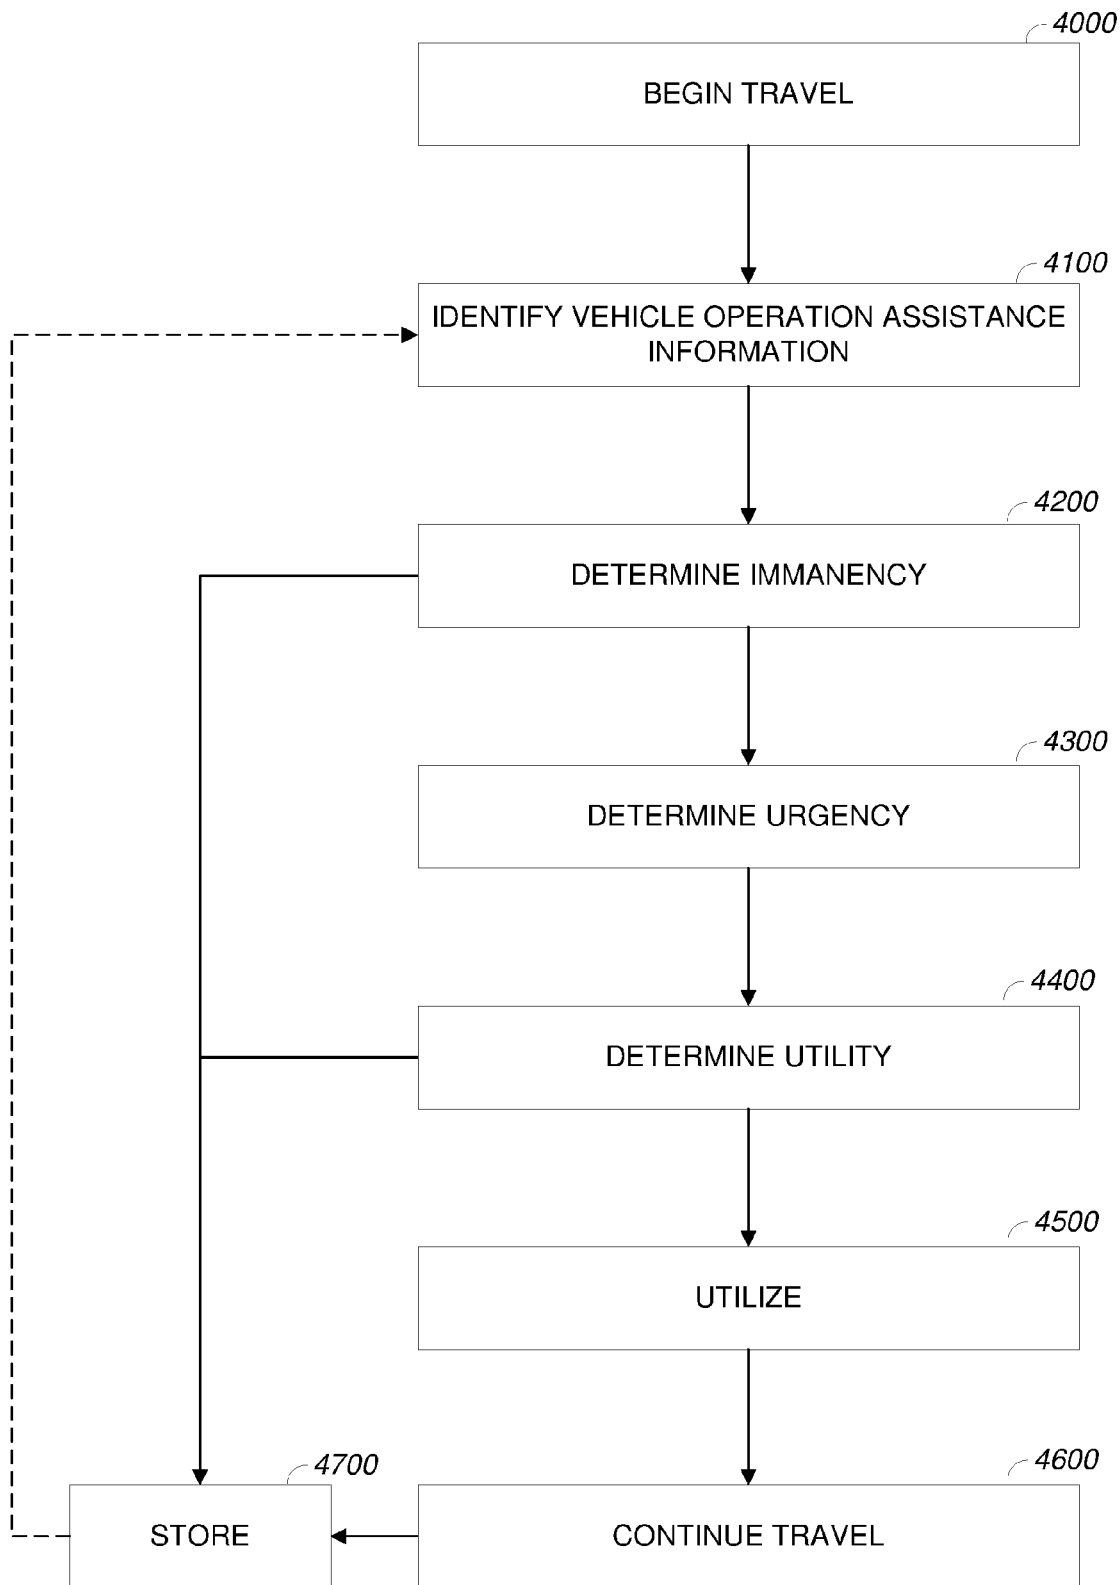 4000
BEGIN TRAVEL
4100
IDENTIFY VEHICLE OPERATION ASSISTANCE
INFORMATION
4200
DETERMINE IMMANENCY
4300
DETERMINE URGENCY
4400
DETERMINE UTILITY
4500
UTILIZE
4700
STORE
4600
CONTINUE TRAVEL